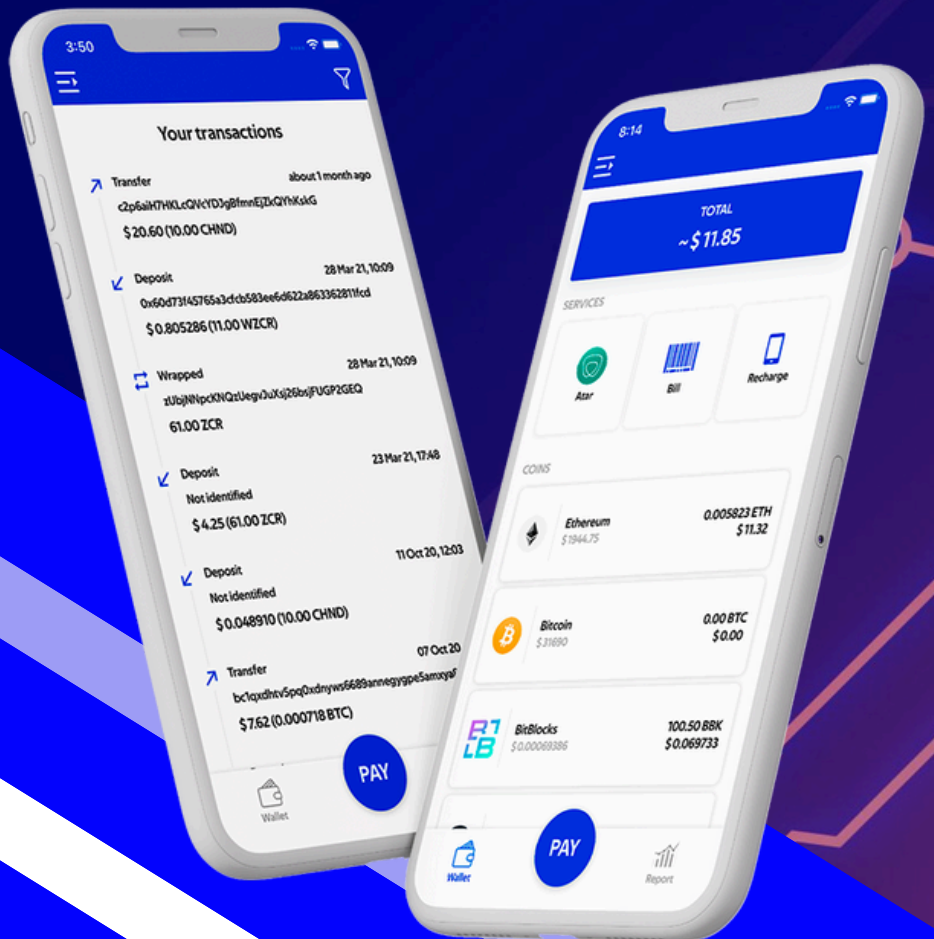 3:50
Your transactions
Transfer about 1 month ago
c2p6aiH7HKLcQVcYD3gBfmnEjZkQYhKskG
$ 20.60 (10.00 CHND)
Deposit 28 Mar 21, 10:09
0x60d73f45765a3cfcb583ee6d622a863362811fcd
$ 0.805286 (11.00 WZCR)
Wrapped 28 Mar 21, 10:09
zUbjNNpcKNQzUegvJuXsj26bsjFUGP2GEQ
61.00 ZCR
Deposit 23 Mar 21, 17:48
Not identified
$ 4.25 (61.00 ZCR)
Deposit 11 Oct 20, 12:03
Not identified
$ 0.048910 (10.00 CHND)
Transfer 07 Oct 20
bc1qxdhtv5pq0xdnyws6689annegygpe5amxya
$ 7.62 (0.000718 BTC)
Wallet
PAY
8:14
TOTAL
~$ 11.85
SERVICES
Atar
Bill
Recharge
COINS
Ethereum 0.005823 ETH
$ 1944.75 $ 11.32
Bitcoin 0.00 BTC
$ 31690 $ 0.00
BitBlocks 100.50 BBK
$ 0.00069386 $ 0.069733
Wallet
PAY
Report